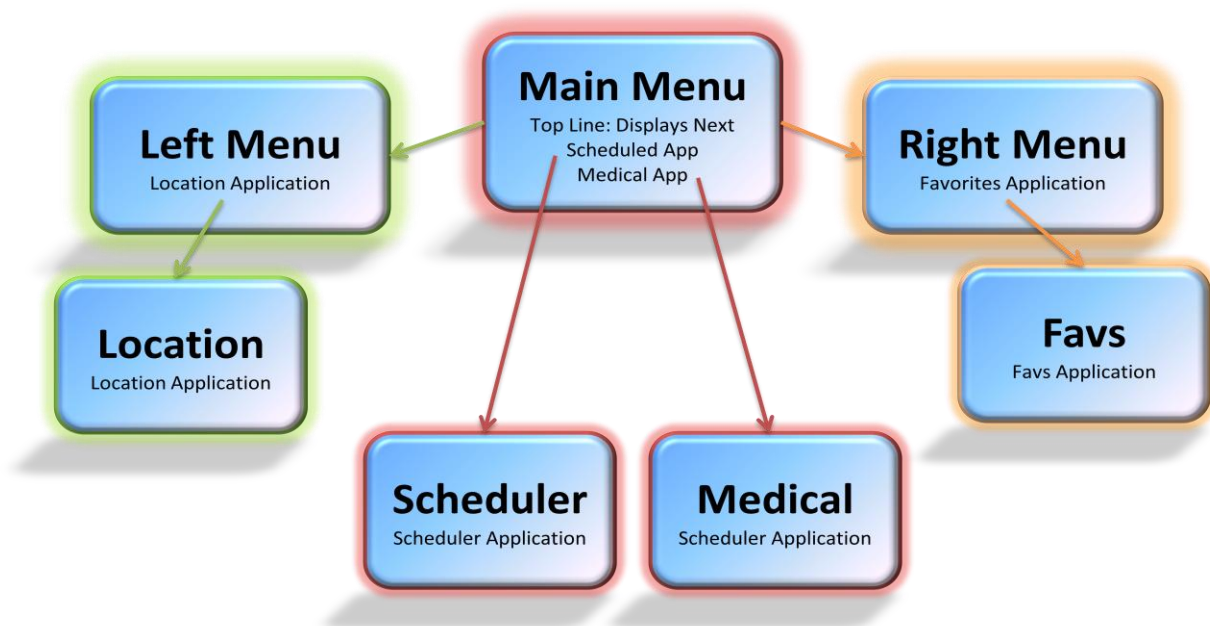 Main Menu
Top Line: Displays Next
Scheduled App
Medical App
Left Menu
Location Application
Right Menu
Favorites Application
Location
Location Application
Favs
Favs Application
Scheduler
Scheduler Application
Medical
Scheduler Application